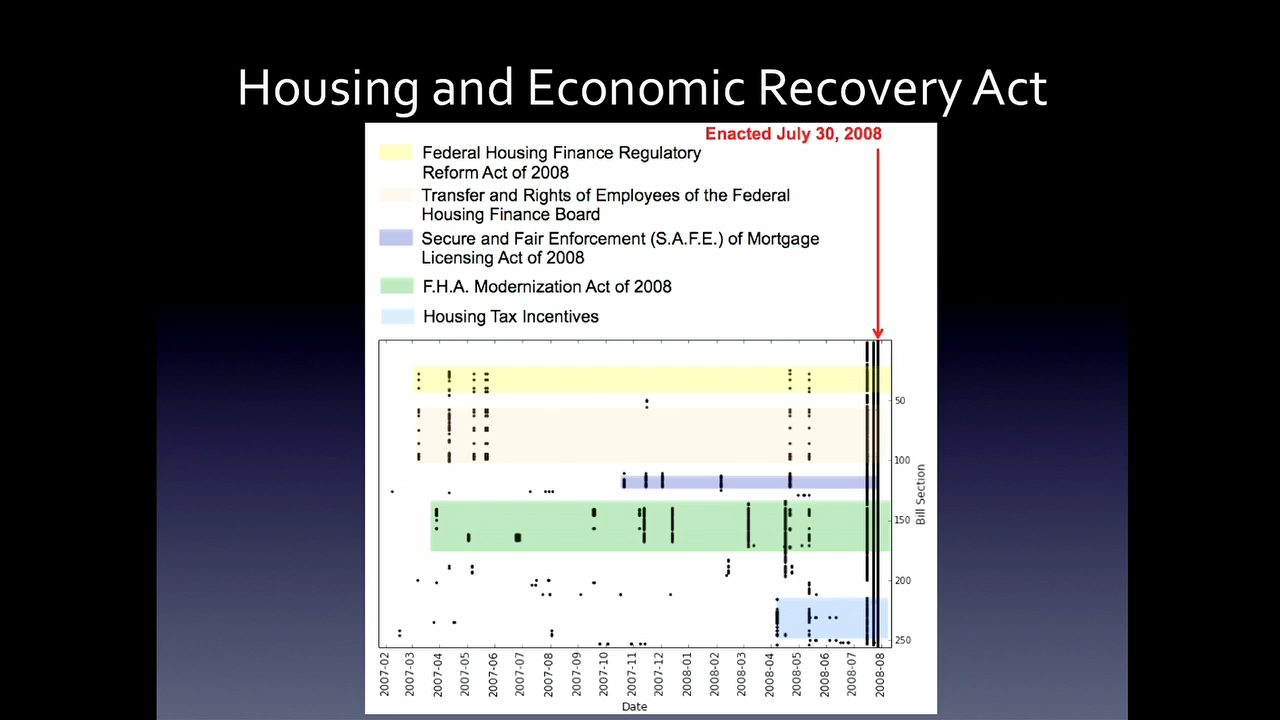 Housing and Economic Recovery Act
Enacted July 30, 2008
Federal Housing Finance Regulatory
Reform Act of 2008
Transfer and Rights of Employees of the Federal
Housing Finance Board
Secure and Fair Enforcement (S.A.F.E.) of Mortgage
Licensing Act of 2008
F.H.A. Modernization Act of 2008
Housing Tax Incentives
50
100
150
200
250
Bill Section
2007-02
2007-03
2007-04
2007-05
2007-06
2007-07
2007-08
2007-09
2007-10
2007-11
2007-12
2008-01
2008-02
2008-03
2008-04
2008-05
2008-06
2008-07
2008-08
Date